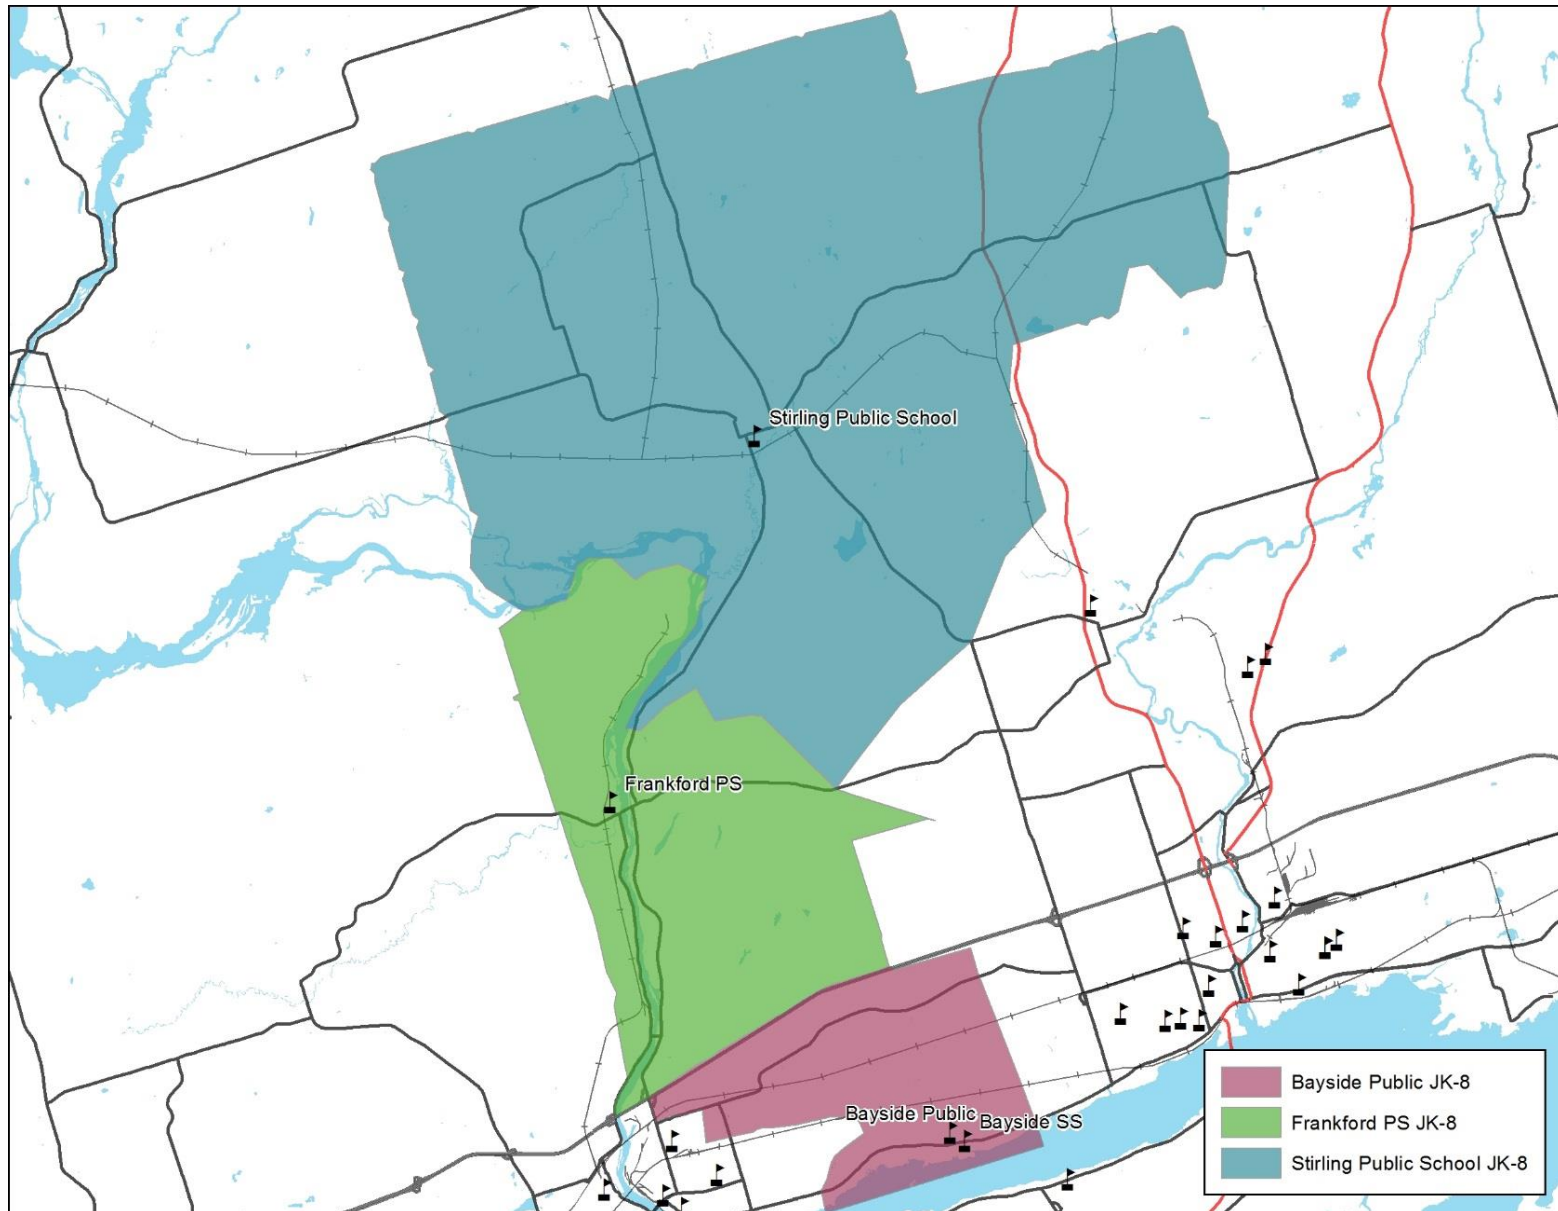 Stirling Public School
Frankford PS
Bayside Public
Bayside SS
Bayside Public JK-8
Frankford PS JK-8
Stirling Public School JK-8